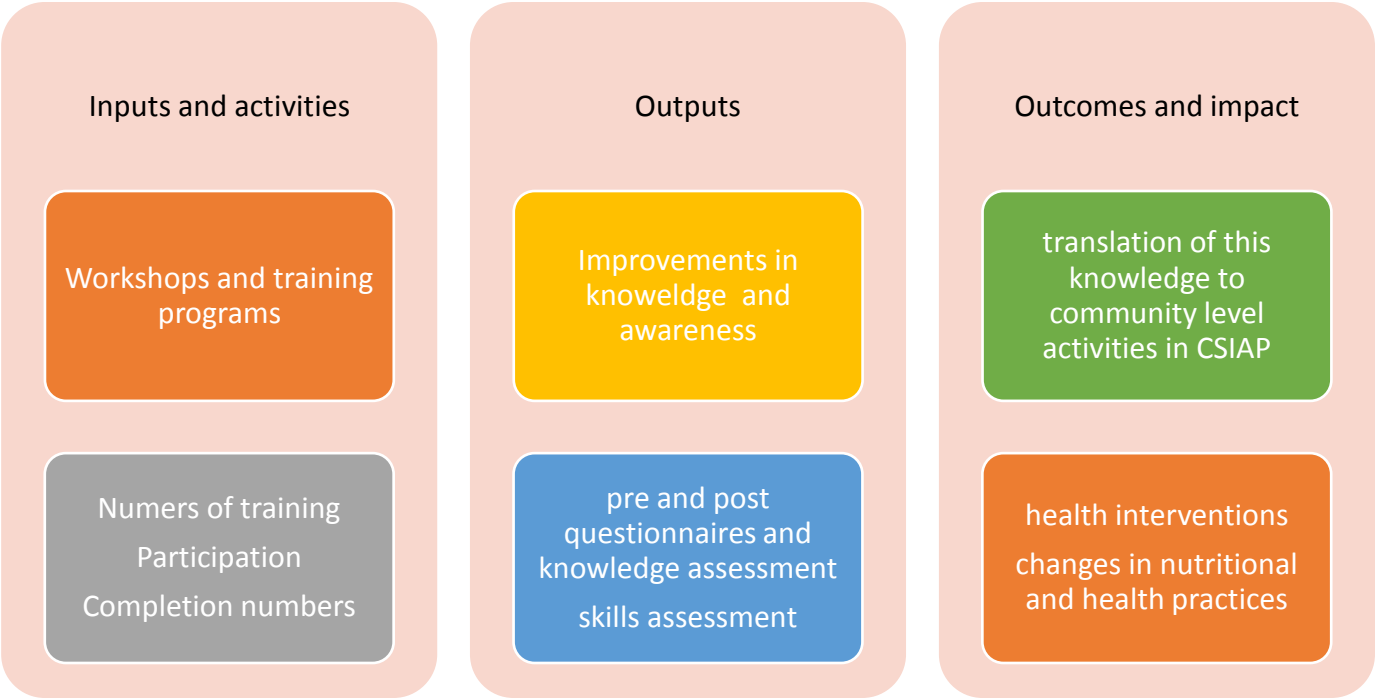 Inputs and activities
Workshops and training
programs
Numers of training
Participation
Completion numbers
Outputs
Improvements in
knoweldge and
awareness
pre and post
questionnaires and
knowledge assessment
skills assessment
Outcomes and impact
translation of this
knowledge to
community level
activities in CSIAP
health interventions
changes in nutritional
and health practices